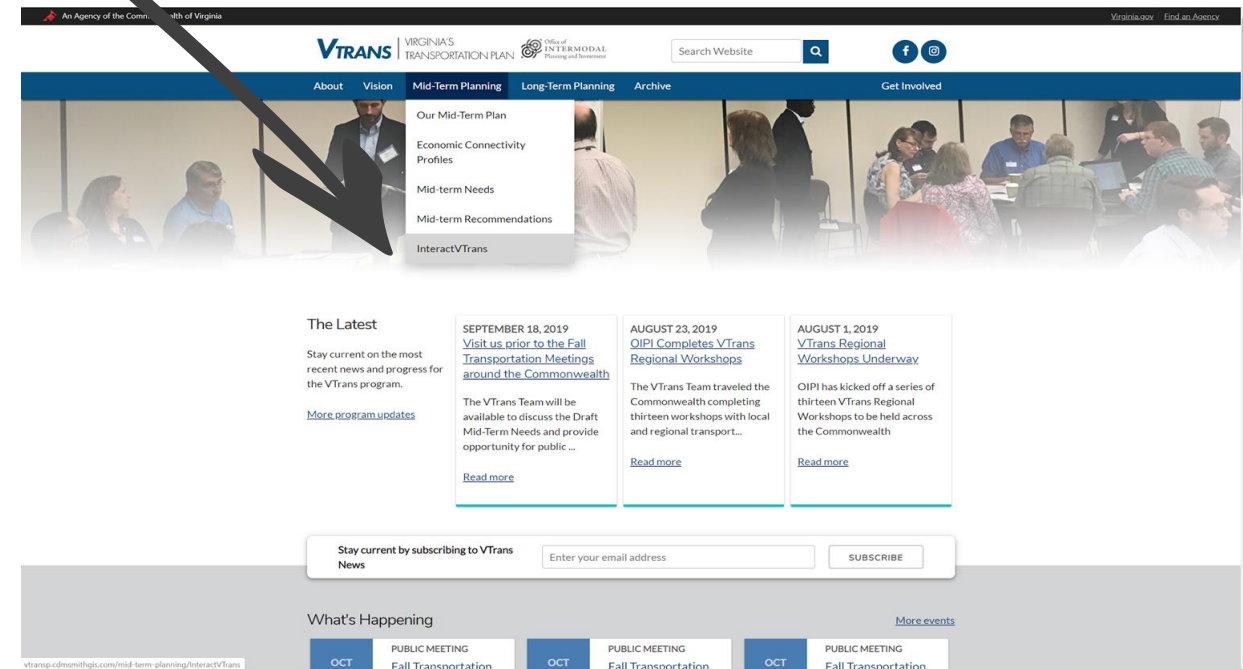 An Agency of the Commonwealth of Virginia
Virginia.gov Find an Agency
VTRANS VIRGINIA'S TRANSPORTATION PLAN
Office of
INTERMODAL
Planning and Investment
Search Website
About Vision Mid-Term Planning Long-Term Planning Archive Get Involved
Our Mid-Term Plan
Economic Connectivity
Profiles
Mid-term Needs
Mid-term Recommendations
InteractVTrans
The Latest
Stay current on the most
recent news and progress for
the VTrans program.
More program updates
SEPTEMBER 18, 2019
Visit us prior to the Fall
Transportation Meetings
around the Commonwealth
The VTrans Team will be
available to discuss the Draft
Mid-Term Needs and provide
opportunity for public ...
Read more
AUGUST 23, 2019
OIPI Completes VTrans
Regional Workshops
The VTrans Team traveled the
Commonwealth completing
thirteen workshops with local
and regional transport...
Read more
AUGUST 1, 2019
VTrans Regional
Workshops Underway
OIPI has kicked off a series of
thirteen VTrans Regional
Workshops to be held across
the Commonwealth
Read more
Stay current by subscribing to VTrans
News
Enter your email address
SUBSCRIBE
What's Happening
More events
OCT
PUBLIC MEETING
Fall Transportation
OCT
PUBLIC MEETING
Fall Transportation
OCT
PUBLIC MEETING
Fall Transportation
vtransp.cdmsmithgis.com/mid-term-planning/InteractVTrans